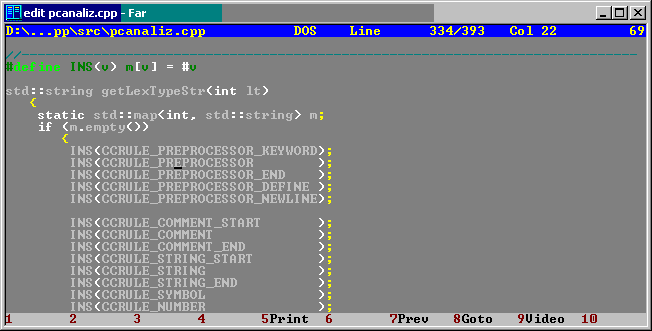 edit pcanaliz.cpp - Far
D:\...pp\src\pcanaliz.cpp DOS Line 334/393 Col 22 69
//
#define INS(v) m[v] = #v
std::string getLexTypeStr(int lt)
{
static std::map(int, std::string) m;
if (m.empty())
{
INS(CCRULE_PREPROCESSOR_KEYWORD);
INS(CCRULE_PREPROCESSOR );
INS(CCRULE_PREPROCESSOR_END );
INS(CCRULE_PREPROCESSOR_DEFINE );
INS(CCRULE_PREPROCESSOR_NEWLINE);
INS(CCRULE_COMMENT_START );
INS(CCRULE_COMMENT );
INS(CCRULE_COMMENT_END );
INS(CCRULE_STRING_START );
INS(CCRULE_STRING );
INS(CCRULE_STRING_END );
INS(CCRULE_SYMBOL );
INS(CCRULE_NUMBER );
1 2 3 4 5Print 6 7Prev 8Goto 9Video 10